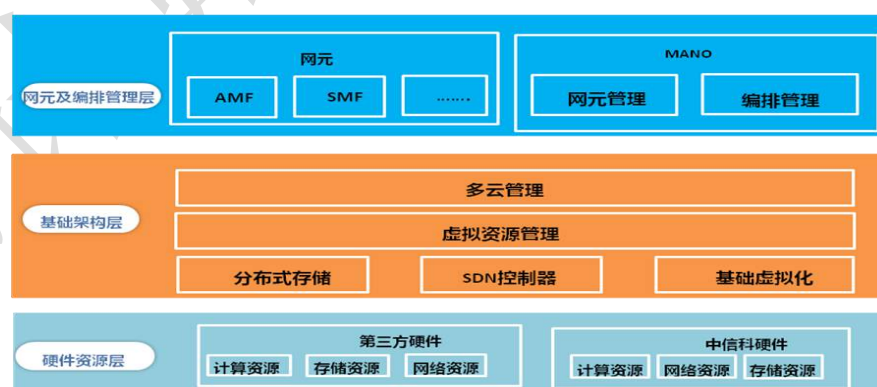 网元
MANO
网元及编排管理层
AMF
SMF
.......
网元管理
编排管理
多云管理
基础架构层
虚拟资源管理
分布式存储
SDN控制器
基础虚拟化
第三方硬件
中信科硬件
硬件资源层
计算资源
存储资源
网络资源
计算资源
网络资源
存储资源